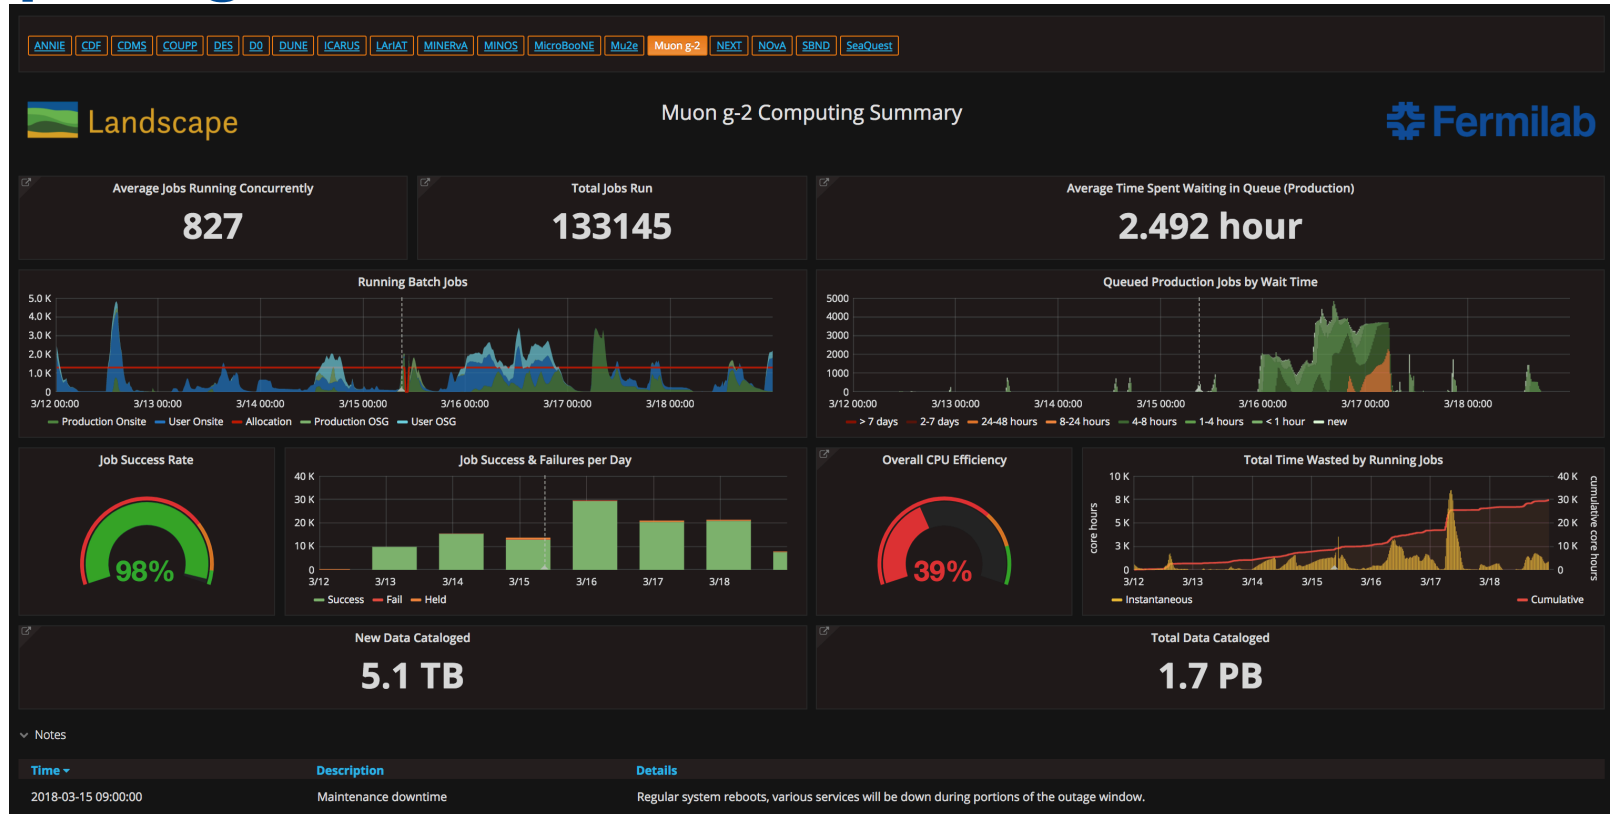 ANNIE CDF CDMS COUPP DES D0 DUNE ICARUS LArIAT MINERvA MINOS MicroBooNE Mu2e Muon g-2 NEXT NOvA SBND SeaQuest
Landscape
Muon g-2 Computing Summary
Fermilab
Average Jobs Running Concurrently
827
Total Jobs Run
133145
Average Time Spent Waiting in Queue (Production)
2.492 hour
Running Batch Jobs
5.0 K
4.0 K
3.0 K
2.0 K
1.0 K
0
3/12 00:00 3/13 00:00 3/14 00:00 3/15 00:00 3/16 00:00 3/17 00:00 3/18 00:00
Production Onsite User Onsite Allocation Production OSG User OSG
Queued Production Jobs by Wait Time
5000
4000
3000
2000
1000
0
3/12 00:00 3/13 00:00 3/14 00:00 3/15 00:00 3/16 00:00 3/17 00:00 3/18 00:00
> 7 days 2-7 days 24-48 hours 8-24 hours 4-8 hours 1-4 hours < 1 hour new
Job Success Rate
98%
Job Success & Failures per Day
40 K
30 K
20 K
10 K
0
3/12 3/13 3/14 3/15 3/16 3/17 3/18
Success Fail Held
Overall CPU Efficiency
39%
Total Time Wasted by Running Jobs
core hours
10 K
8 K
5 K
3 K
0
40 K
30 K
20 K
10 K
0
cumulative core hours
3/12 3/13 3/14 3/15 3/16 3/17 3/18
Instantaneous Cumulative
New Data Cataloged
5.1 TB
Total Data Cataloged
1.7 PB
Notes
Time Description Details
2018-03-15 09:00:00 Maintenance downtime Regular system reboots, various services will be down during portions of the outage window.